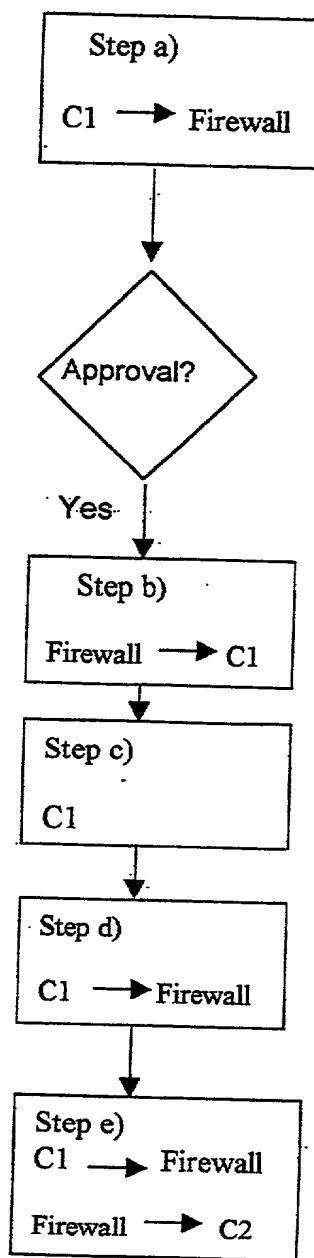 Step a)
C1 → Firewall
Approval?
Yes
Step b)
Firewall → C1
Step c)
C1
Step d)
C1 → Firewall
Step e)
C1 → Firewall
Firewall → C2